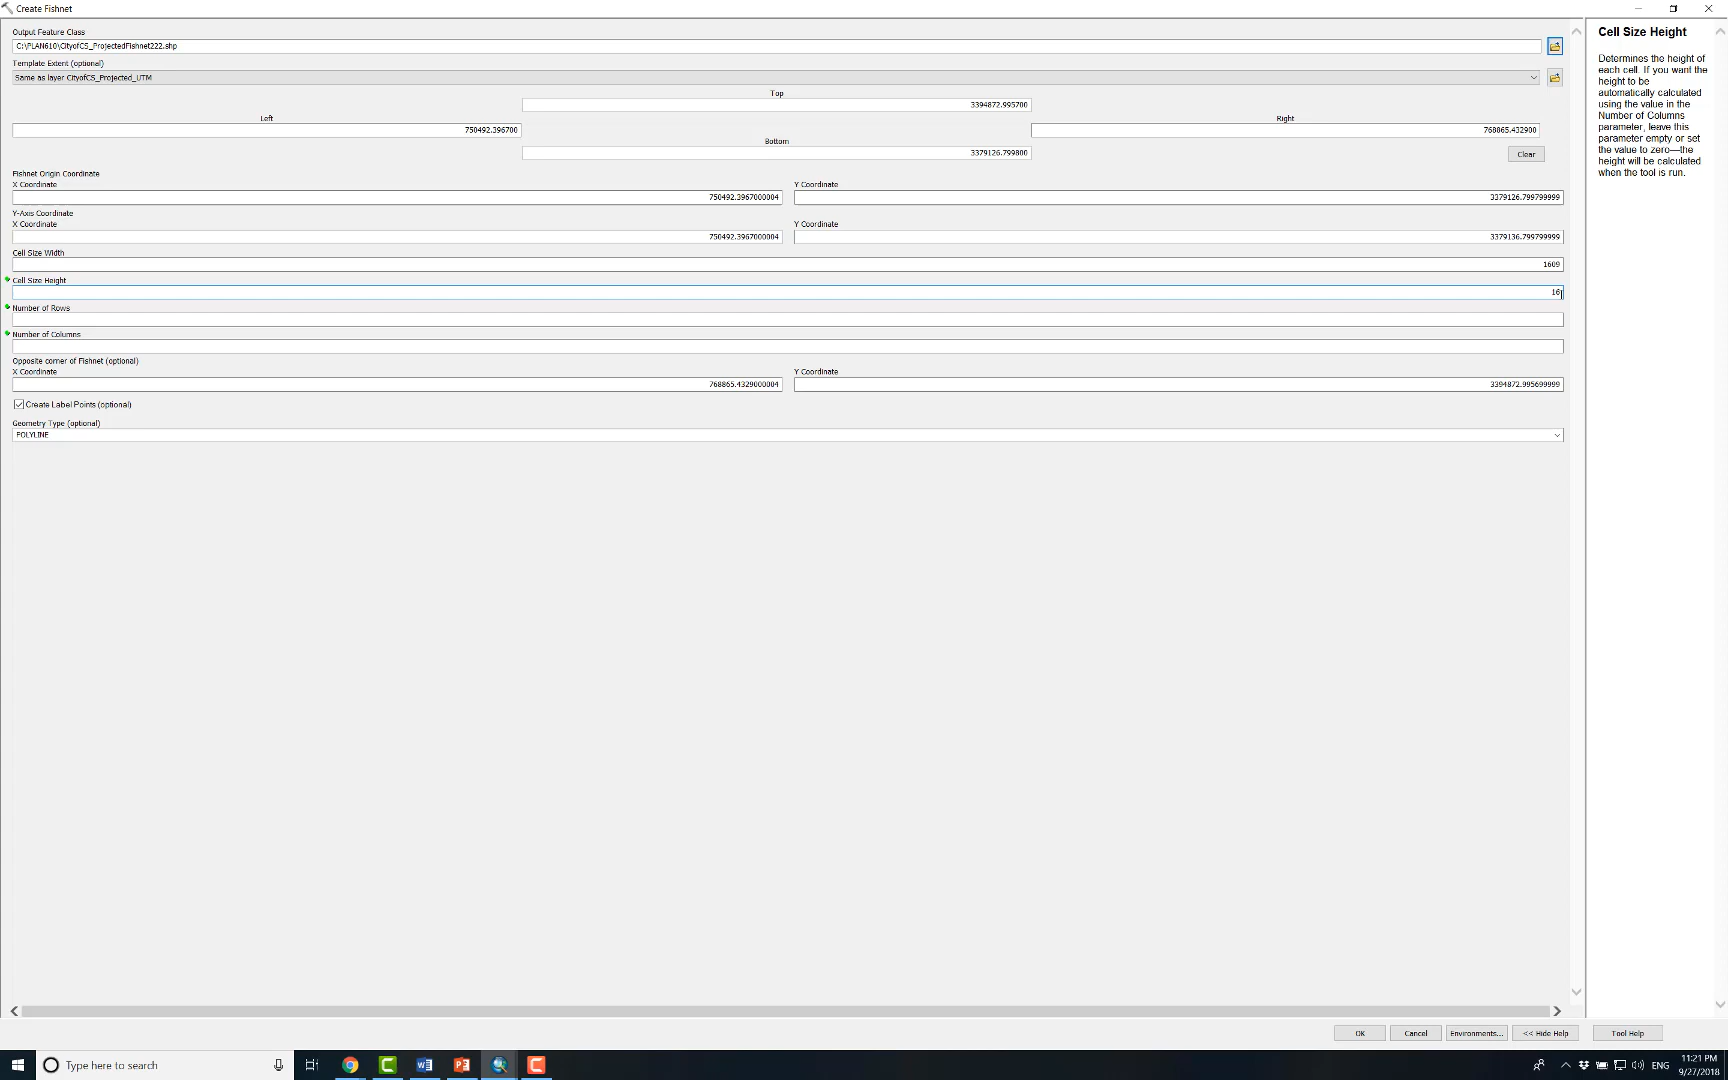 Create Fishnet
Output Feature Class
C:\PLAN610\CityofCS_ProjectedFishnet222.shp
Template Extent (optional)
Same as layer CityofCS_Projected_UTM
Top
3394872.995700
Left
Right
750492.396700
768865.432900
Bottom
3379126.799800
Clear
Fishnet Origin Coordinate
X Coordinate
Y Coordinate
750492.3967000004
3379126.799799999
Y-Axis Coordinate
X Coordinate
Y Coordinate
750492.3967000004
3379136.799799999
Cell Size Width
1609
Cell Size Height
16
Number of Rows
Number of Columns
Opposite corner of Fishnet (optional)
X Coordinate
Y Coordinate
768865.4329000004
3394872.995699999
Create Label Points (optional)
Geometry Type (optional)
POLYLINE
Cell Size Height
Determines the height of
each cell. If you want the
height to be
automatically calculated
using the value in the
Number of Columns
parameter, leave this
parameter empty or set
the value to zero—the
height will be calculated
when the tool is run.
OK
Cancel
Environments...
<< Hide Help
Tool Help
Type here to search
ENG
11:21 PM
9/27/2018